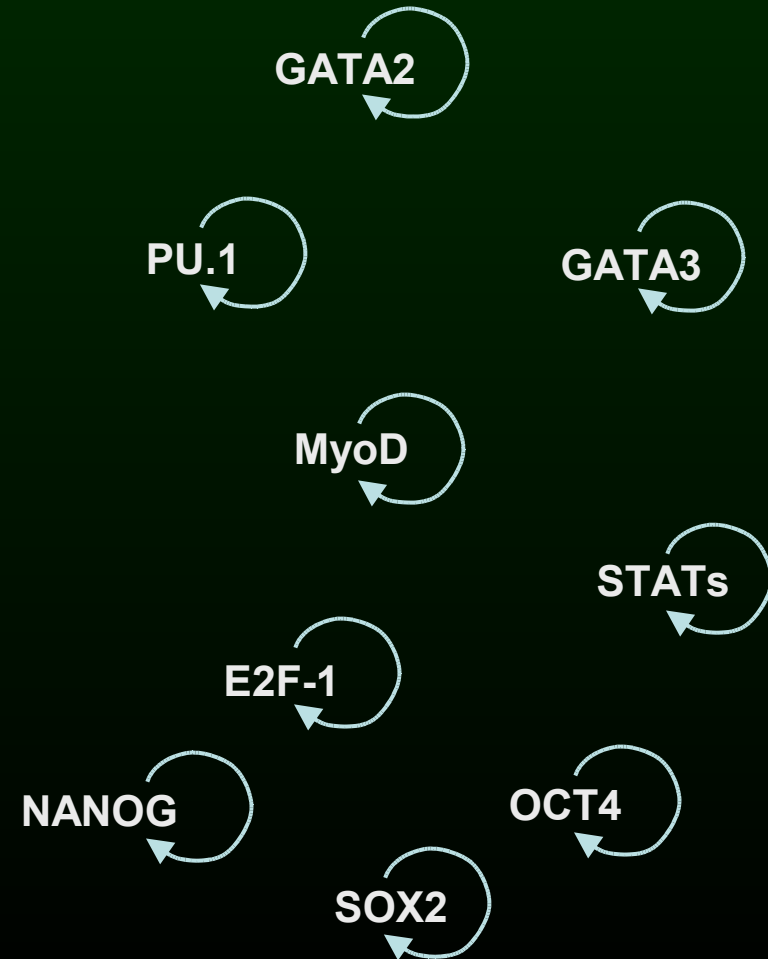 GATA2
PU.1
GATA3
MyoD
STATs
E2F-1
NANOG
OCT4
SOX2